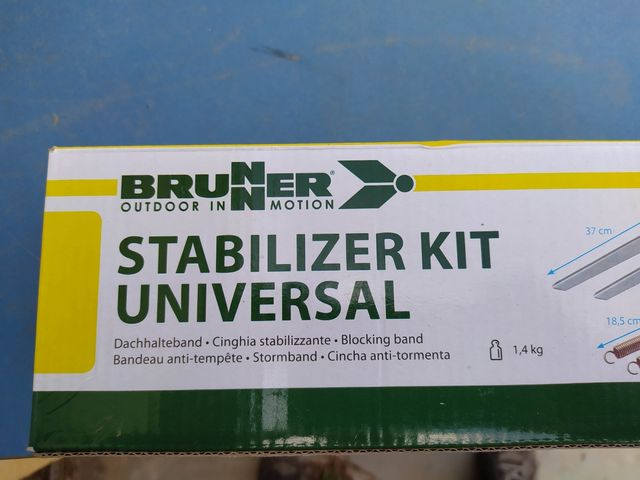 BRUNNER®
OUTDOOR IN MOTION
STABILIZER KIT
UNIVERSAL
Dachhalteband • Cinghia stabilizzante • Blocking band
Bandeau anti-tempête • Stormband • Cincha anti-tormenta
1,4 kg
37 cm
18,5 cm